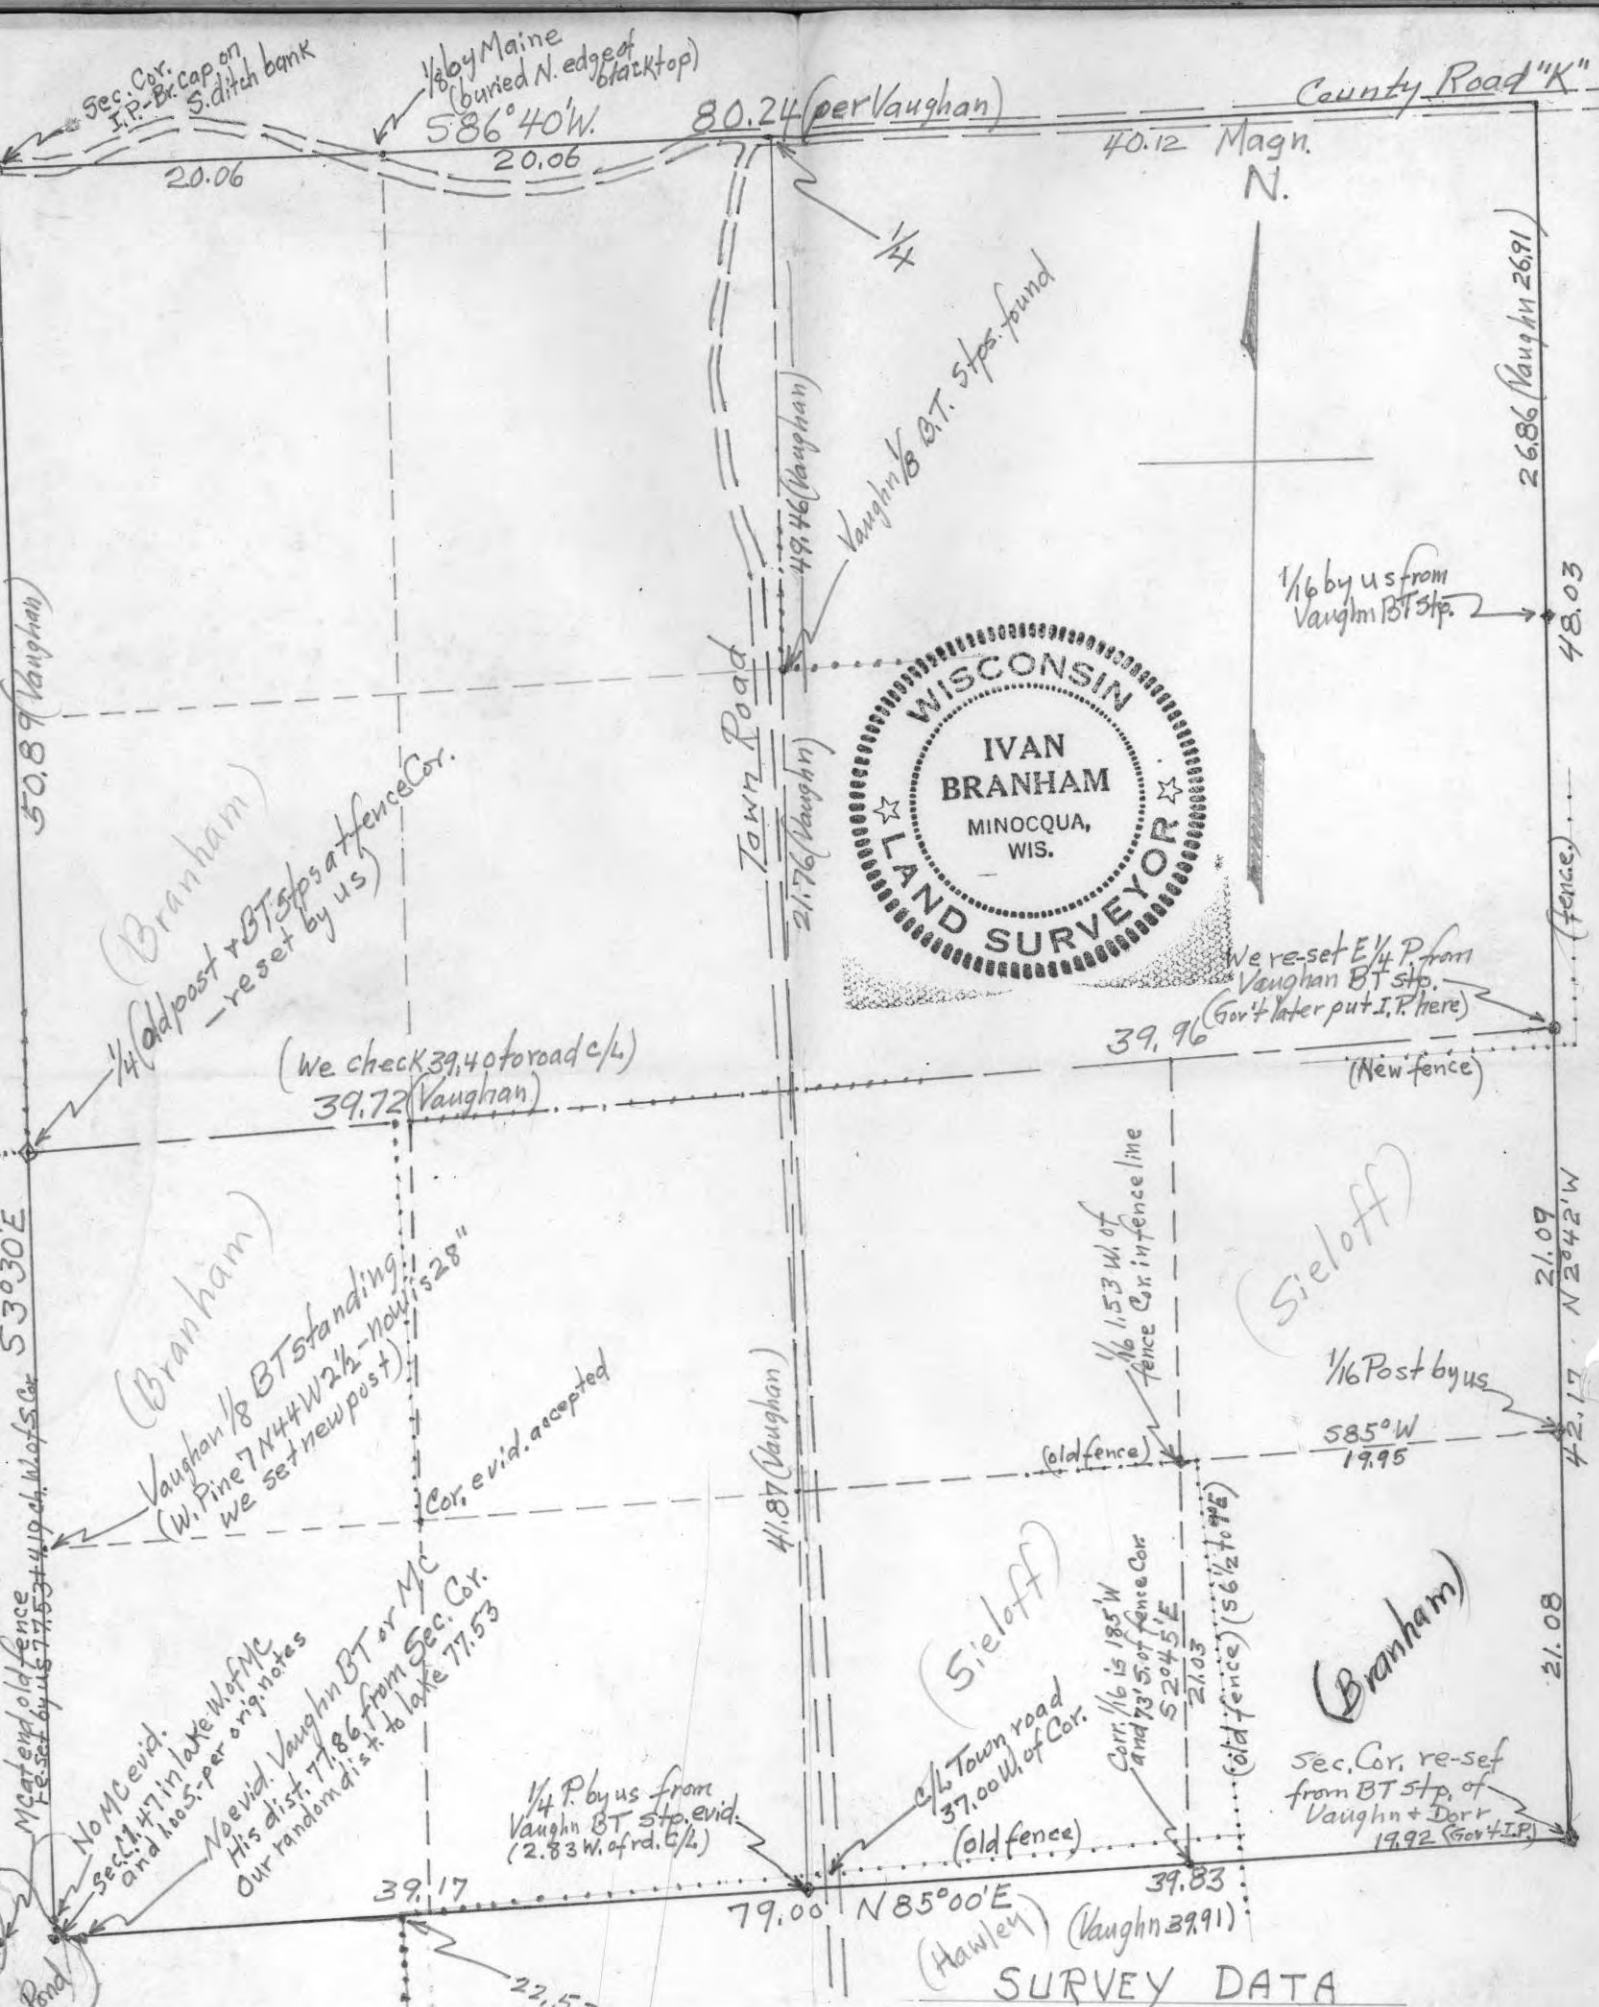 Sec. Cor.
I.P.-Br. cap on
S. ditch bank
1/8 by Maine
(buried N. edge of
blacktop)
S86°40'W.
80.24 (per Vaughan)
County Road "K"
20.06
20.06
40.12
Magn.
N.
1/4
26.86 (Vaughn 26.91)
48.03
49.46 (Vaughan)
Vaughn 1/8 B.T. Stps. found
1/16 by us from
Vaughn BT Stp.
50.89 (Vaughan)
Town Road
21.76 (Vaughn)
WISCONSIN
IVAN
BRANHAM
MINOCQUA,
WIS.
LAND SURVEYOR
(fence)
(Branham)
1/4 (old post & BT. Stps at fence Cor.
- reset by us)
We re-set E 1/4 P. from
Vaughan BT Stp.
(Gov't later put I.P. here)
(We check 39.40 to road C/L)
39.72 (Vaughan)
39.96
(New fence)
S3°30'E
(Branham)
Vaughan 1/8 BT standing
(W. Pine 7 N44W 2 1/2 - now is 28"
we set new post)
Cor. evid. accepted
41.87 (Vaughan)
1/16 1.53 W. of
fence Cor. in fence line
(Sieloff)
21.09
N2°42'W
42.17
1/16 Post by us
(old fence)
S85°W
19.95
MC at end old fence
re-set by us 77.53 + 4.19 ch. W. of S. Cor
No MC evid.
Sec. C. 1.47 in lake W. of MC
and 1.00 S. - per orig. notes
No evid. Vaughn BT or MC
His dist. 77.86 from Sec. Cor.
Our random dist. to lake 77.53
(Sieloff)
Corr. 1/16 is 185' W
and 73' S. of fence Cor.
S2°45'E
21.03
(old fence) (S6 1/2 to 9°E)
(Branham)
21.08
1/4 P. by us from
Vaughn BT. Stp. evid.
(2.83 W. of rd. C/L)
C/L Town road
37.00 W. of Cor.
(old fence)
Sec. Cor. re-set
from BT Stp. of
Vaughn & Dorr
19.92 (Gov't I.P.)
39.17
79.00
N85°00'E
39.83
(Hawley)
(Vaughn 39.91)
Pond)
SURVEY DATA